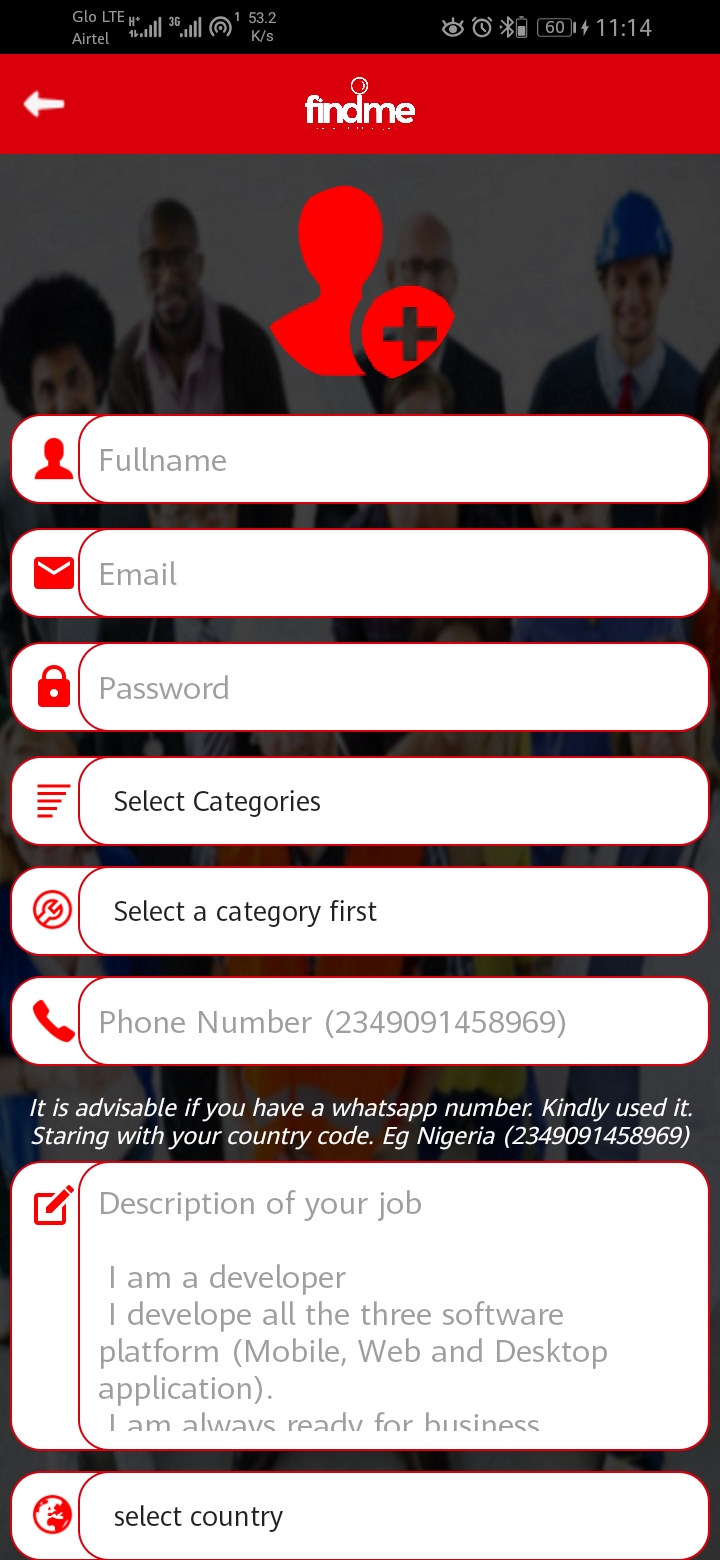 Glo LTE H+ 3G 1 53.2 60 11:14
Airtel K/s
findme
Fullname
Email
Password
Select Categories
Select a category first
Phone Number (2349091458969)
It is advisable if you have a whatsapp number. Kindly used it.
Staring with your country code. Eg Nigeria (2349091458969)
Description of your job
I am a developer
I develope all the three software
platform (Mobile, Web and Desktop
application).
I am always ready for business
select country